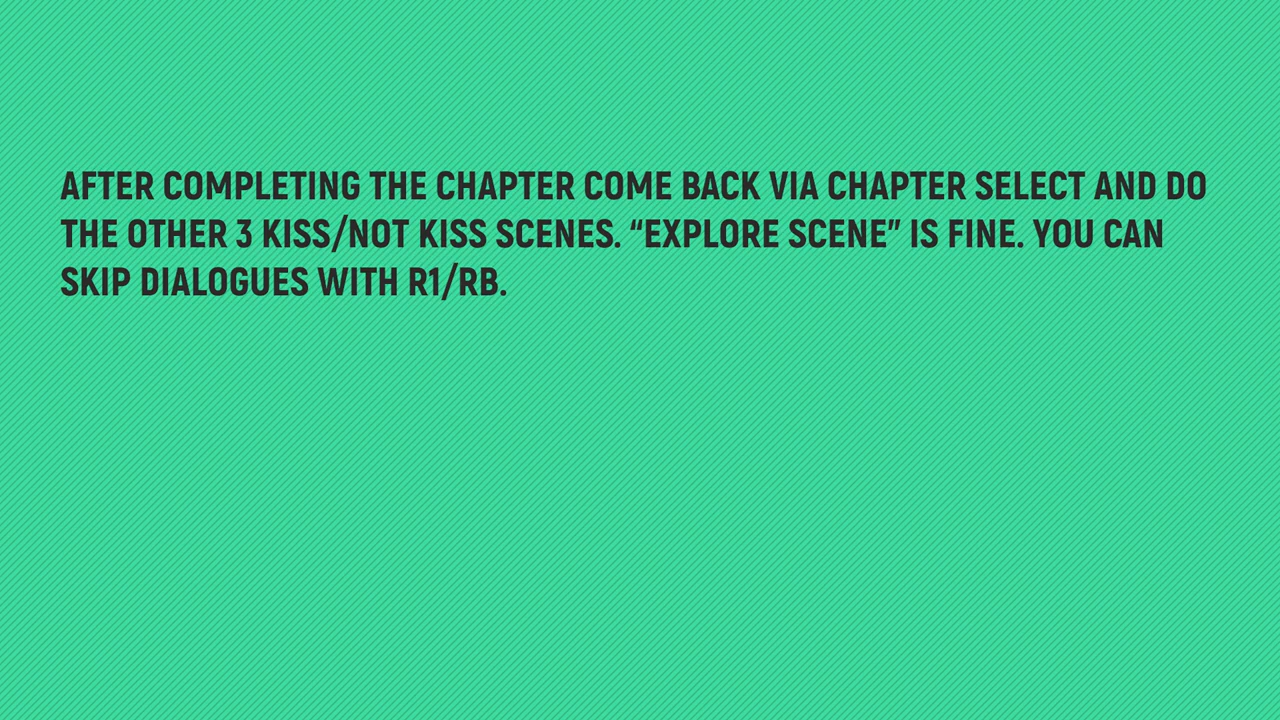 AFTER COMPLETING THE CHAPTER COME BACK VIA CHAPTER SELECT AND DO
THE OTHER 3 KISS/NOT KISS SCENES. “EXPLORE SCENE” IS FINE. YOU CAN
SKIP DIALOGUES WITH R1/RB.